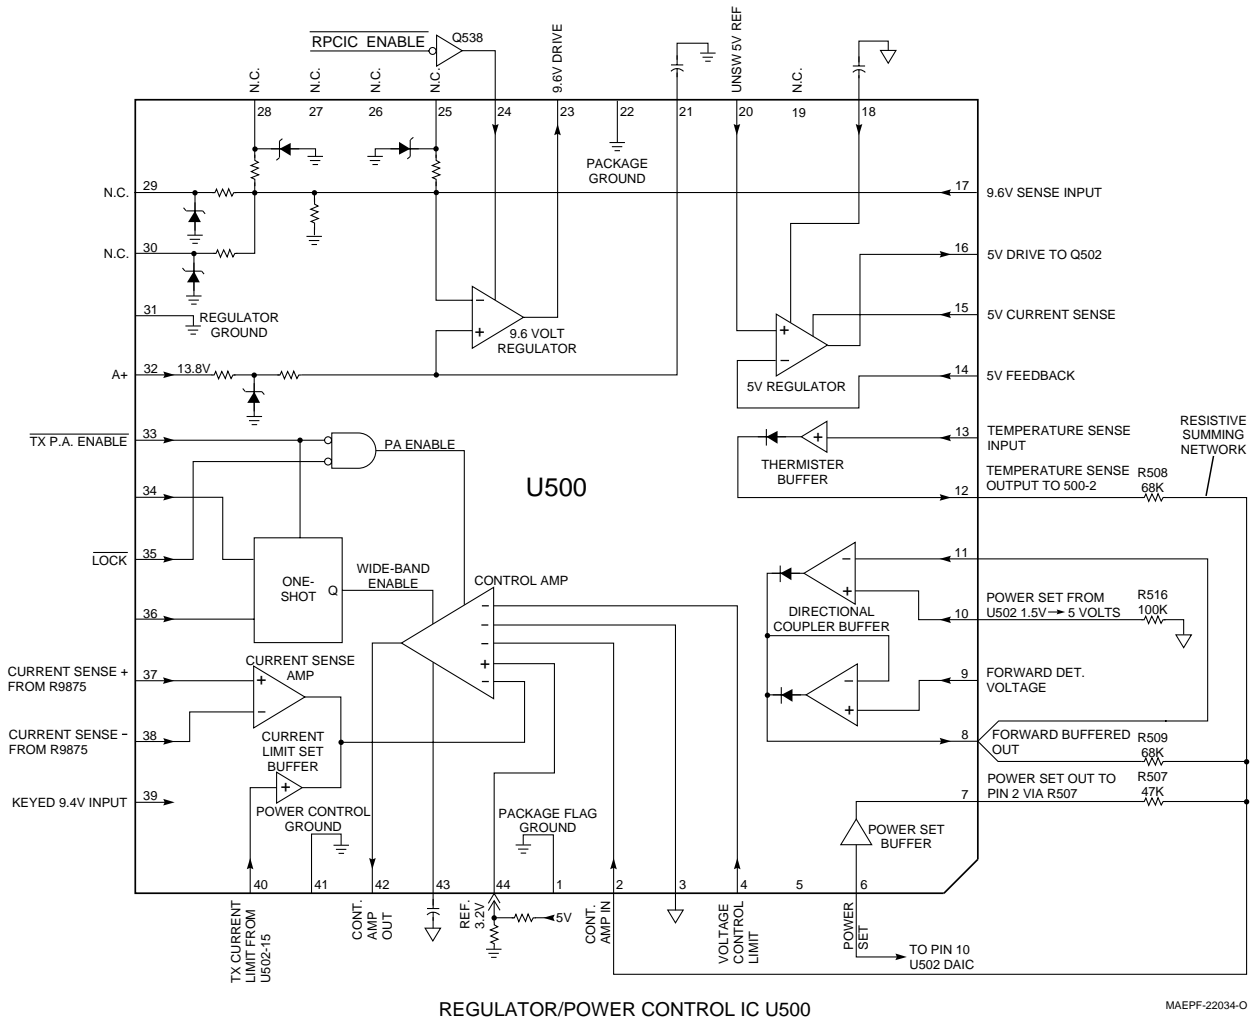 RPCIC ENABLE
Q538
9.6V DRIVE
UNSW 5V REF
N.C.
N.C.
N.C.
N.C.
N.C.
28
27
26
25
24
23
22
21
20
19
18
PACKAGE
GROUND
N.C.
29
17
9.6V SENSE INPUT
N.C.
30
16
5V DRIVE TO Q502
31
REGULATOR
GROUND
15
5V CURRENT SENSE
−
+
9.6 VOLT
REGULATOR
+
−
5V REGULATOR
A+
32
13.8V
14
5V FEEDBACK
TX P.A. ENABLE
33
PA ENABLE
+
THERMISTER
BUFFER
13
TEMPERATURE SENSE
INPUT
RESISTIVE
SUMMING
NETWORK
34
U500
12
TEMPERATURE SENSE
OUTPUT TO 500-2
R508
68K
LOCK
35
ONE-
SHOT
Q
WIDE-BAND
ENABLE
CONTROL AMP
−
−
−
+
−
−
+
DIRECTIONAL
COUPLER BUFFER
11
36
10
POWER SET FROM
U502 1.5V → 5 VOLTS
R516
100K
CURRENT SENSE +
FROM R9875
37
CURRENT SENSE
AMP
+
−
−
+
9
FORWARD DET.
VOLTAGE
CURRENT SENSE −
FROM R9875
38
CURRENT
LIMIT SET
BUFFER
+
8
FORWARD BUFFERED
OUT
R509
68K
KEYED 9.4V INPUT
39
POWER CONTROL
GROUND
PACKAGE FLAG
GROUND
7
POWER SET OUT TO
PIN 2 VIA R507
R507
47K
POWER SET
BUFFER
40
41
42
43
44
1
2
3
4
5
6
TX CURRENT
LIMIT FROM
U502-15
CONT.
AMP
OUT
REF.
3.2V
5V
CONT.
AMP IN
VOLTAGE
CONTROL
LIMIT
POWER
SET
TO PIN 10
U502 DAIC
REGULATOR/POWER CONTROL IC U500
MAEPF-22034-O